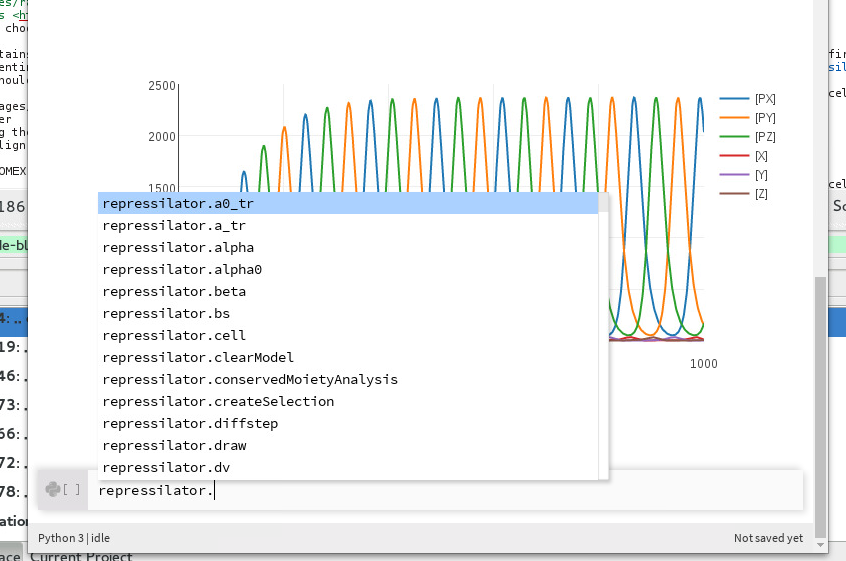 2500
2000
1500
1000
[PX]
[PY]
[PZ]
[X]
[Y]
[Z]
repressilator.a0_tr
repressilator.a_tr
repressilator.alpha
repressilator.alpha0
repressilator.beta
repressilator.bs
repressilator.cell
repressilator.clearModel
repressilator.conservedMoietyAnalysis
repressilator.createSelection
repressilator.diffstep
repressilator.draw
repressilator.dv
[ ] repressilator.
Python 3 | idle Not saved yet
Current Project